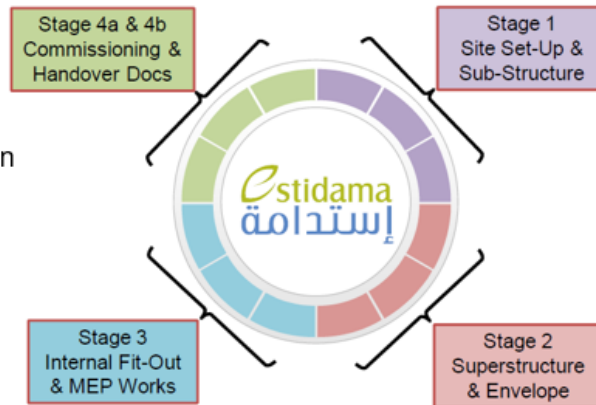 Stage 4a & 4b
Commissioning &
Handover Docs
Stage 1
Site Set-Up &
Sub-Structure
n
estidama
إستدامة
Stage 3
Internal Fit-Out
& MEP Works
Stage 2
Superstructure
& Envelope